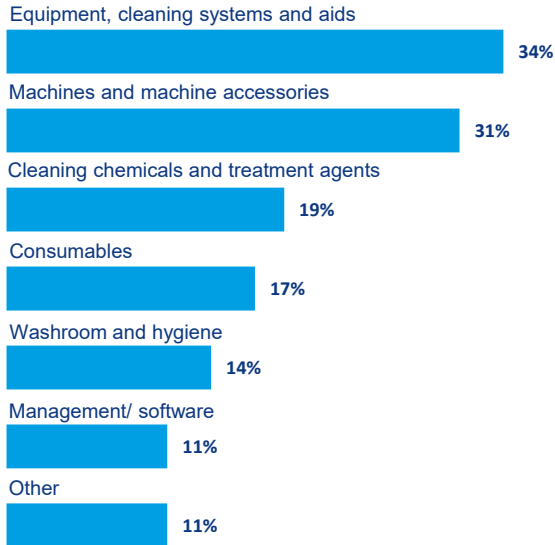 Equipment, cleaning systems and aids
34%
Machines and machine accessories
31%
Cleaning chemicals and treatment agents
19%
Consumables
17%
Washroom and hygiene
14%
Management/ software
11%
Other
11%